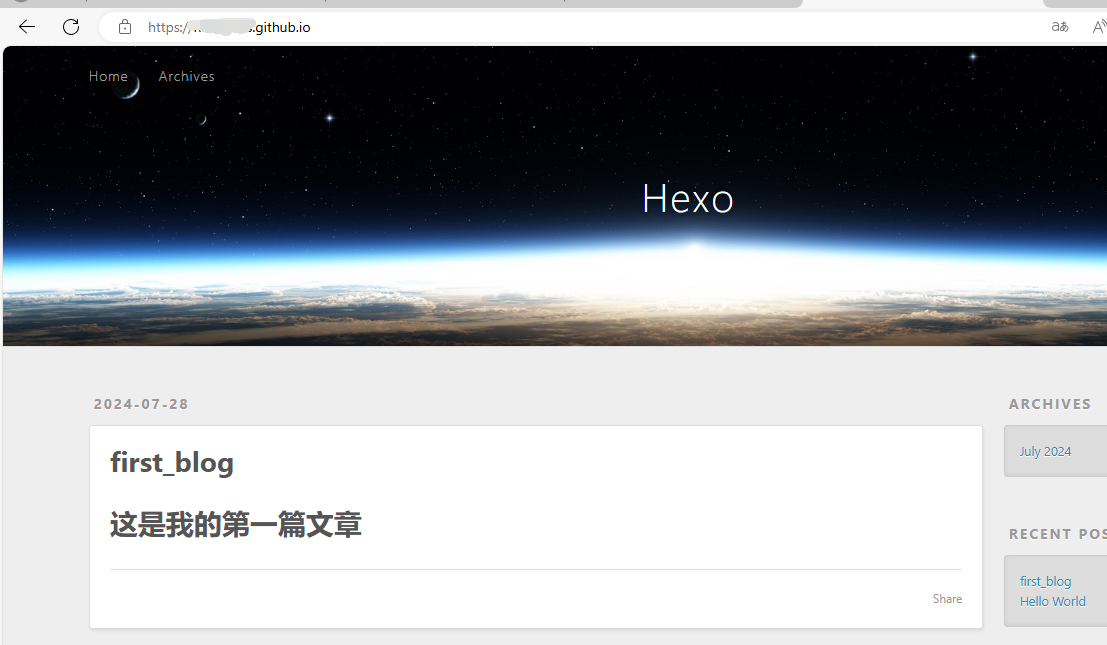 https://
.github.io
Home Archives
Hexo
2024-07-28
first_blog
这是我的第一篇文章
Share
ARCHIVES
July 2024
RECENT POS
first_blog
Hello World